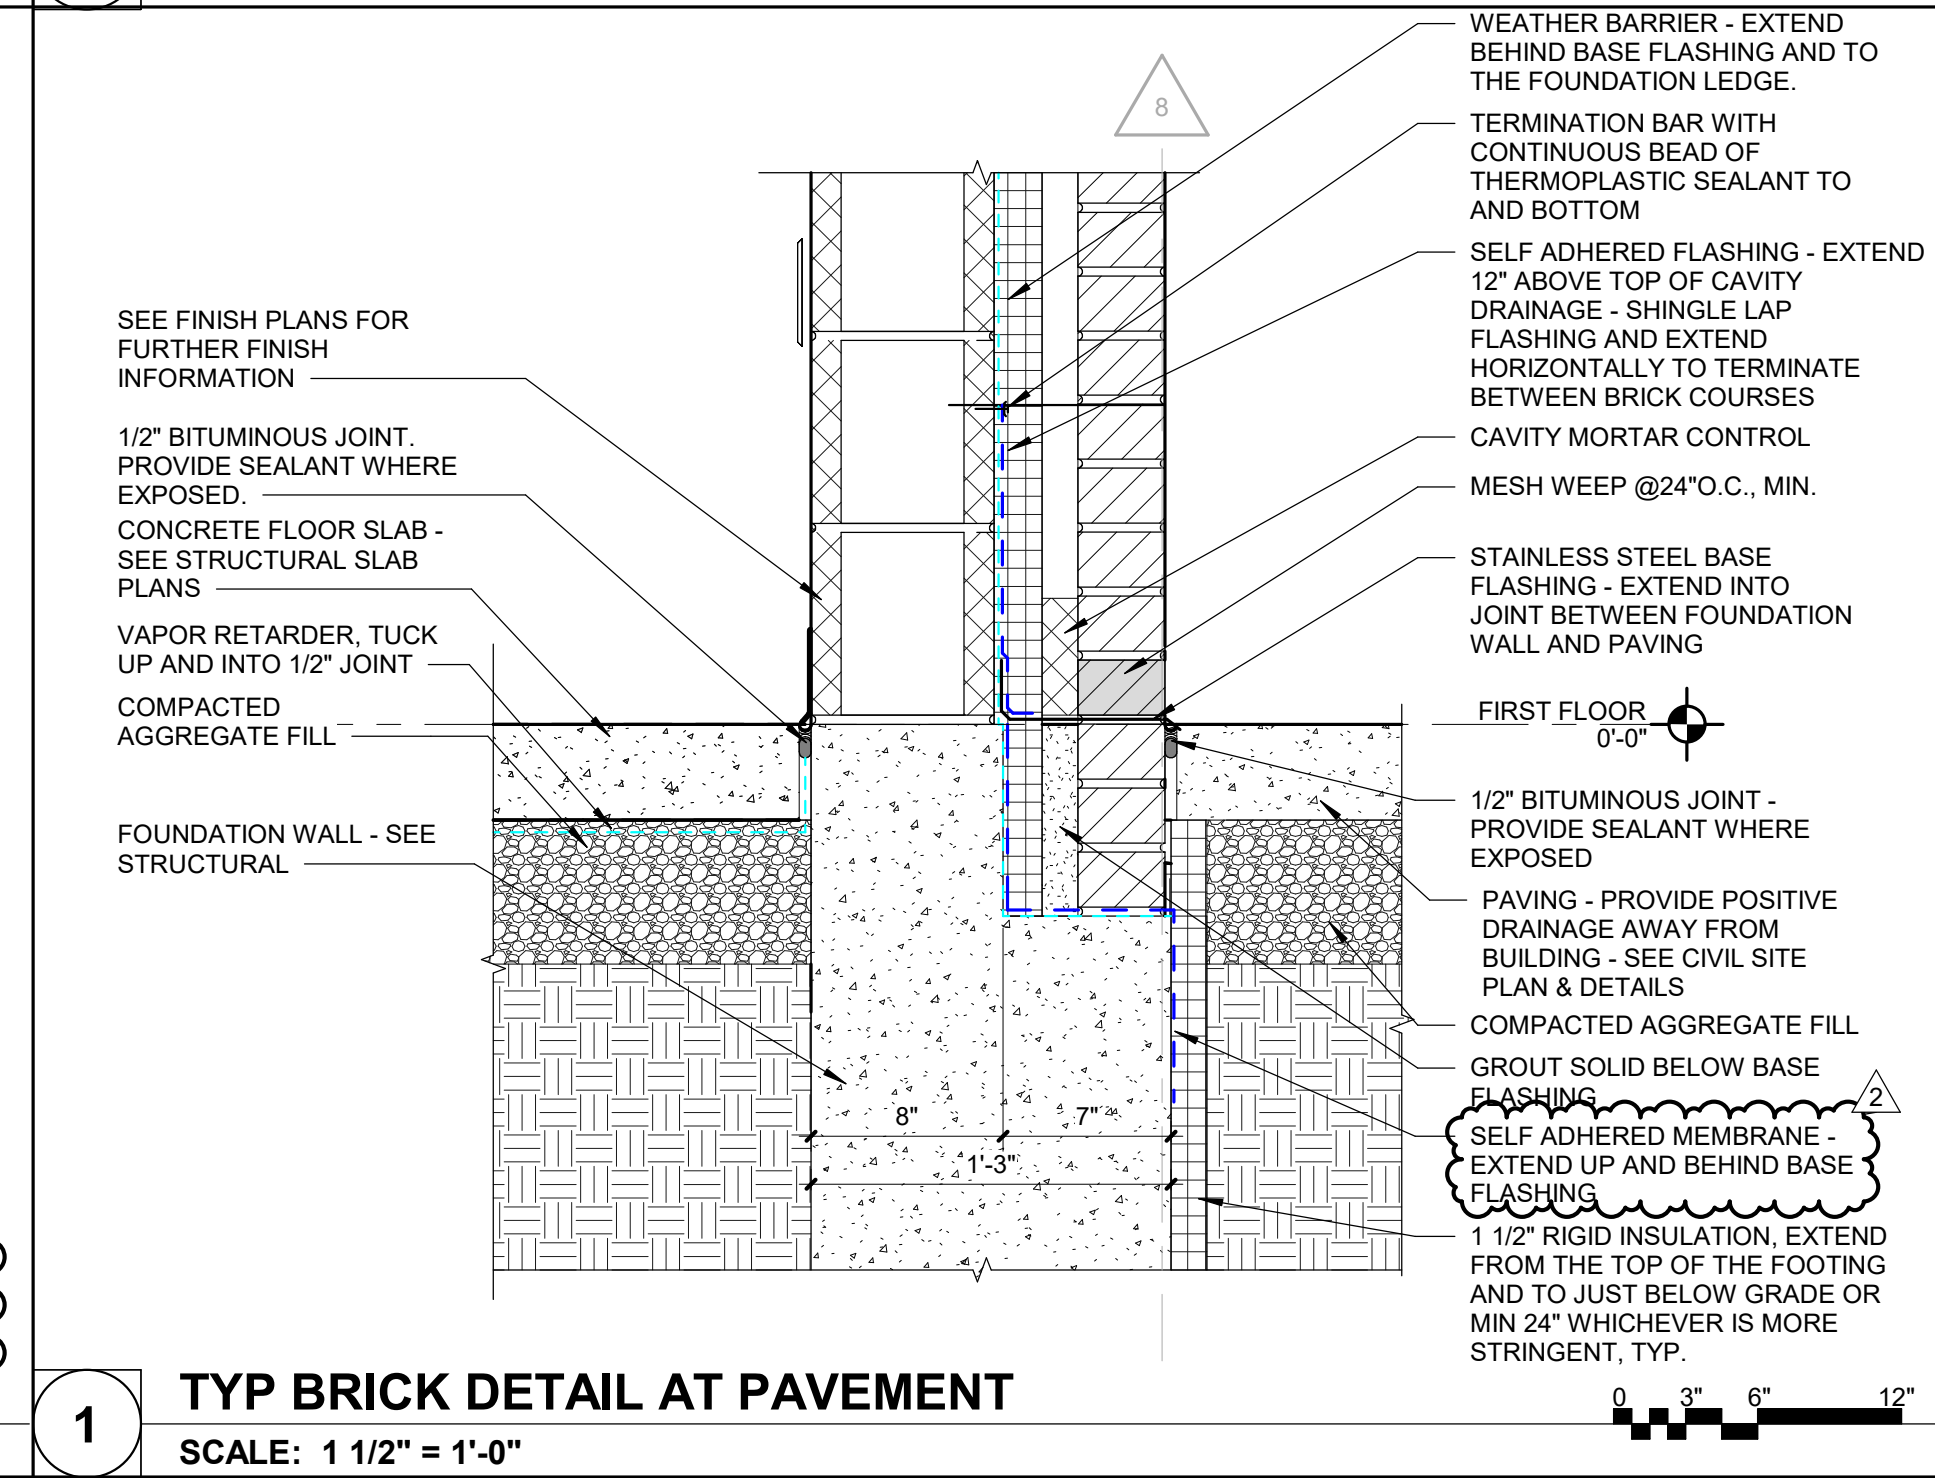 WEATHER BARRIER - EXTEND
BEHIND BASE FLASHING AND TO
THE FOUNDATION LEDGE.
8
TERMINATION BAR WITH
CONTINUOUS BEAD OF
THERMOPLASTIC SEALANT TO
AND BOTTOM
SELF ADHERED FLASHING - EXTEND
12" ABOVE TOP OF CAVITY
DRAINAGE - SHINGLE LAP
FLASHING AND EXTEND
HORIZONTALLY TO TERMINATE
BETWEEN BRICK COURSES
CAVITY MORTAR CONTROL
MESH WEEP @24"O.C., MIN.
STAINLESS STEEL BASE
FLASHING - EXTEND INTO
JOINT BETWEEN FOUNDATION
WALL AND PAVING
FIRST FLOOR
0'-0"
1/2" BITUMINOUS JOINT -
PROVIDE SEALANT WHERE
EXPOSED
PAVING - PROVIDE POSITIVE
DRAINAGE AWAY FROM
BUILDING - SEE CIVIL SITE
PLAN & DETAILS
COMPACTED AGGREGATE FILL
GROUT SOLID BELOW BASE
FLASHING
2
SELF ADHERED MEMBRANE -
EXTEND UP AND BEHIND BASE
FLASHING
1 1/2" RIGID INSULATION, EXTEND
FROM THE TOP OF THE FOOTING
AND TO JUST BELOW GRADE OR
MIN 24" WHICHEVER IS MORE
STRINGENT, TYP.
SEE FINISH PLANS FOR
FURTHER FINISH
INFORMATION
1/2" BITUMINOUS JOINT.
PROVIDE SEALANT WHERE
EXPOSED.
CONCRETE FLOOR SLAB -
SEE STRUCTURAL SLAB
PLANS
VAPOR RETARDER, TUCK
UP AND INTO 1/2" JOINT
COMPACTED
AGGREGATE FILL
FOUNDATION WALL - SEE
STRUCTURAL
8" 7"
1'-3"
1
TYP BRICK DETAIL AT PAVEMENT
SCALE: 1 1/2" = 1'-0"
0 3" 6" 12"